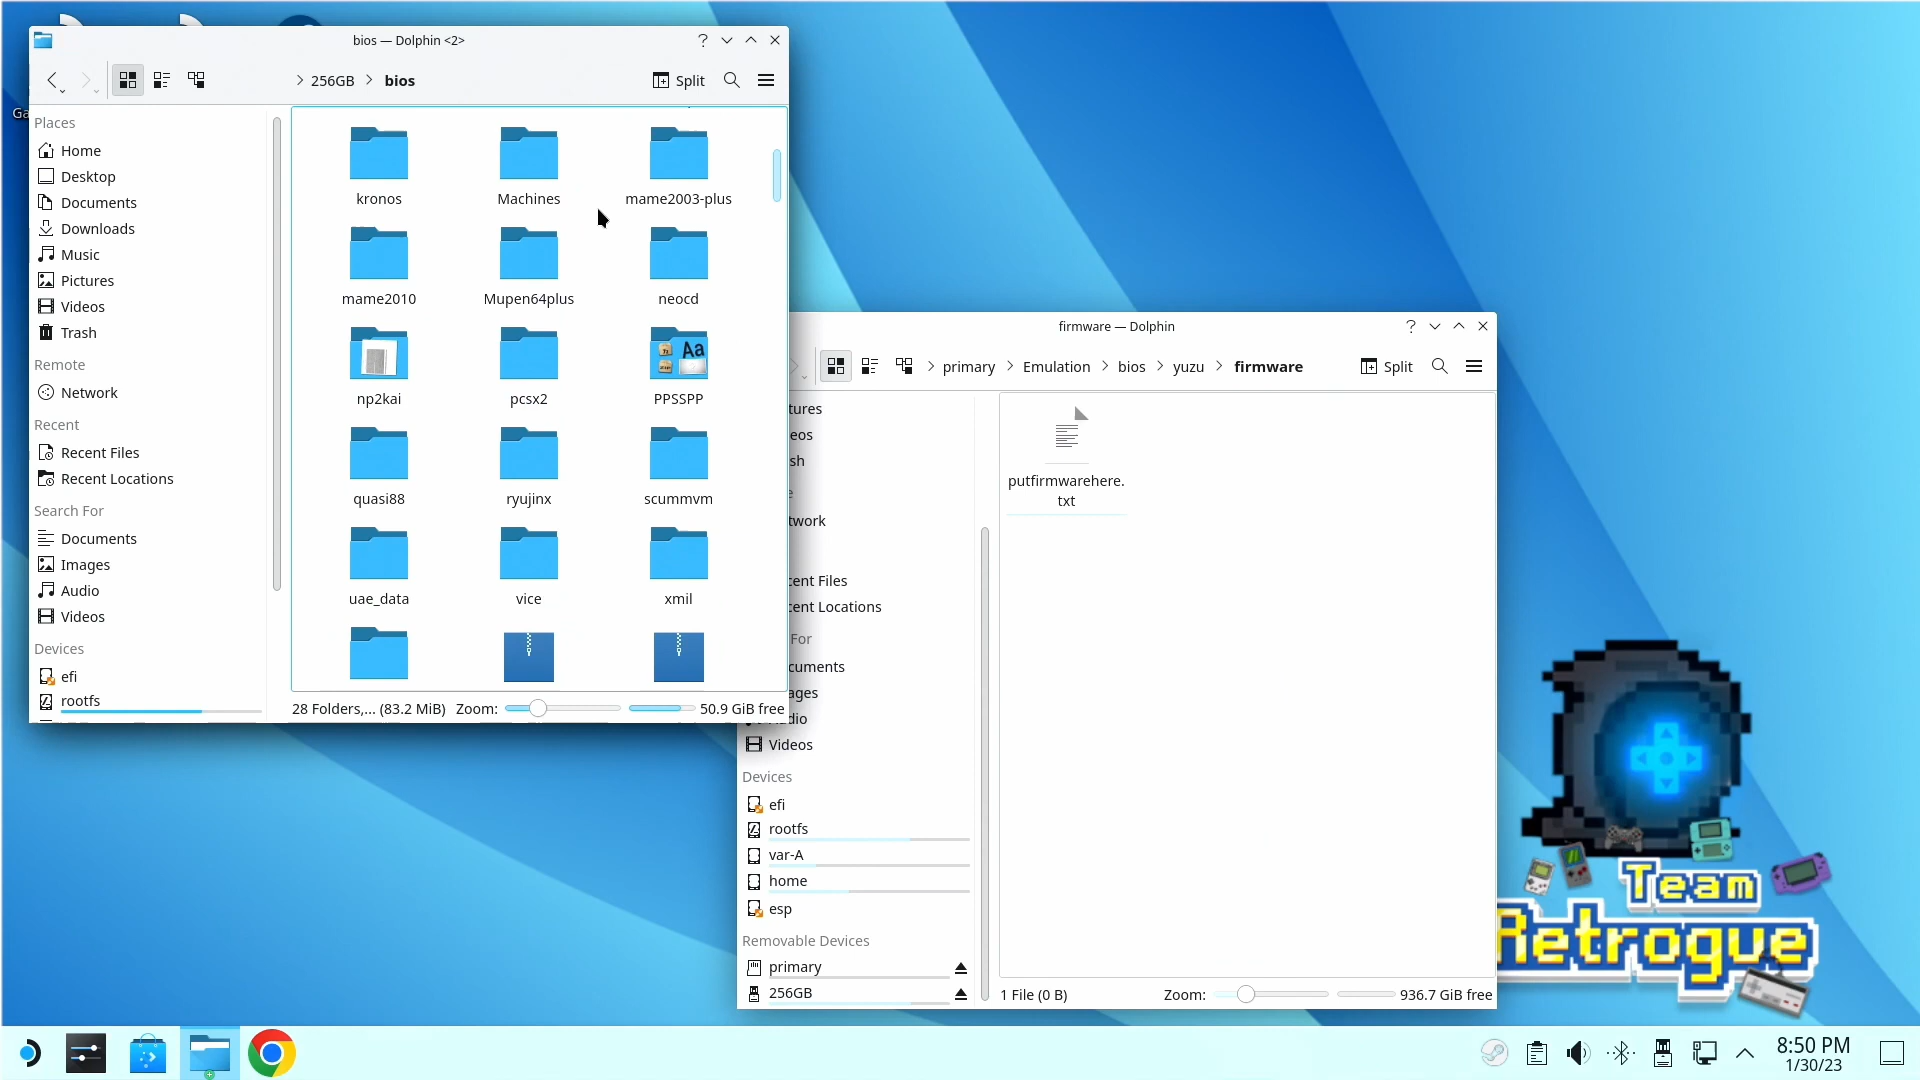 bios — Dolphin <2>
?
256GB
bios
Split
Places
Home
Desktop
Documents
Downloads
Music
Pictures
Videos
Trash
Remote
Network
Recent
Recent Files
Recent Locations
Search For
Documents
Images
Audio
Videos
Devices
efi
rootfs
kronos
Machines
mame2003-plus
mame2010
Mupen64plus
neocd
np2kai
pcsx2
Aa
PPSSPP
quasi88
ryujinx
scummvm
uae_data
vice
xmil
28 Folders,... (83.2 MiB)
Zoom:
50.9 GiB free
Ga
firmware — Dolphin
?
primary
Emulation
bios
yuzu
firmware
Split
tures
eos
sh
e
twork
cent Files
cent Locations
For
cuments
ages
dio
Videos
Devices
efi
rootfs
var-A
home
esp
Removable Devices
primary
256GB
putfirmwarehere.
txt
1 File (0 B)
Zoom:
936.7 GiB free
Team
Retrogue
8:50 PM
1/30/23